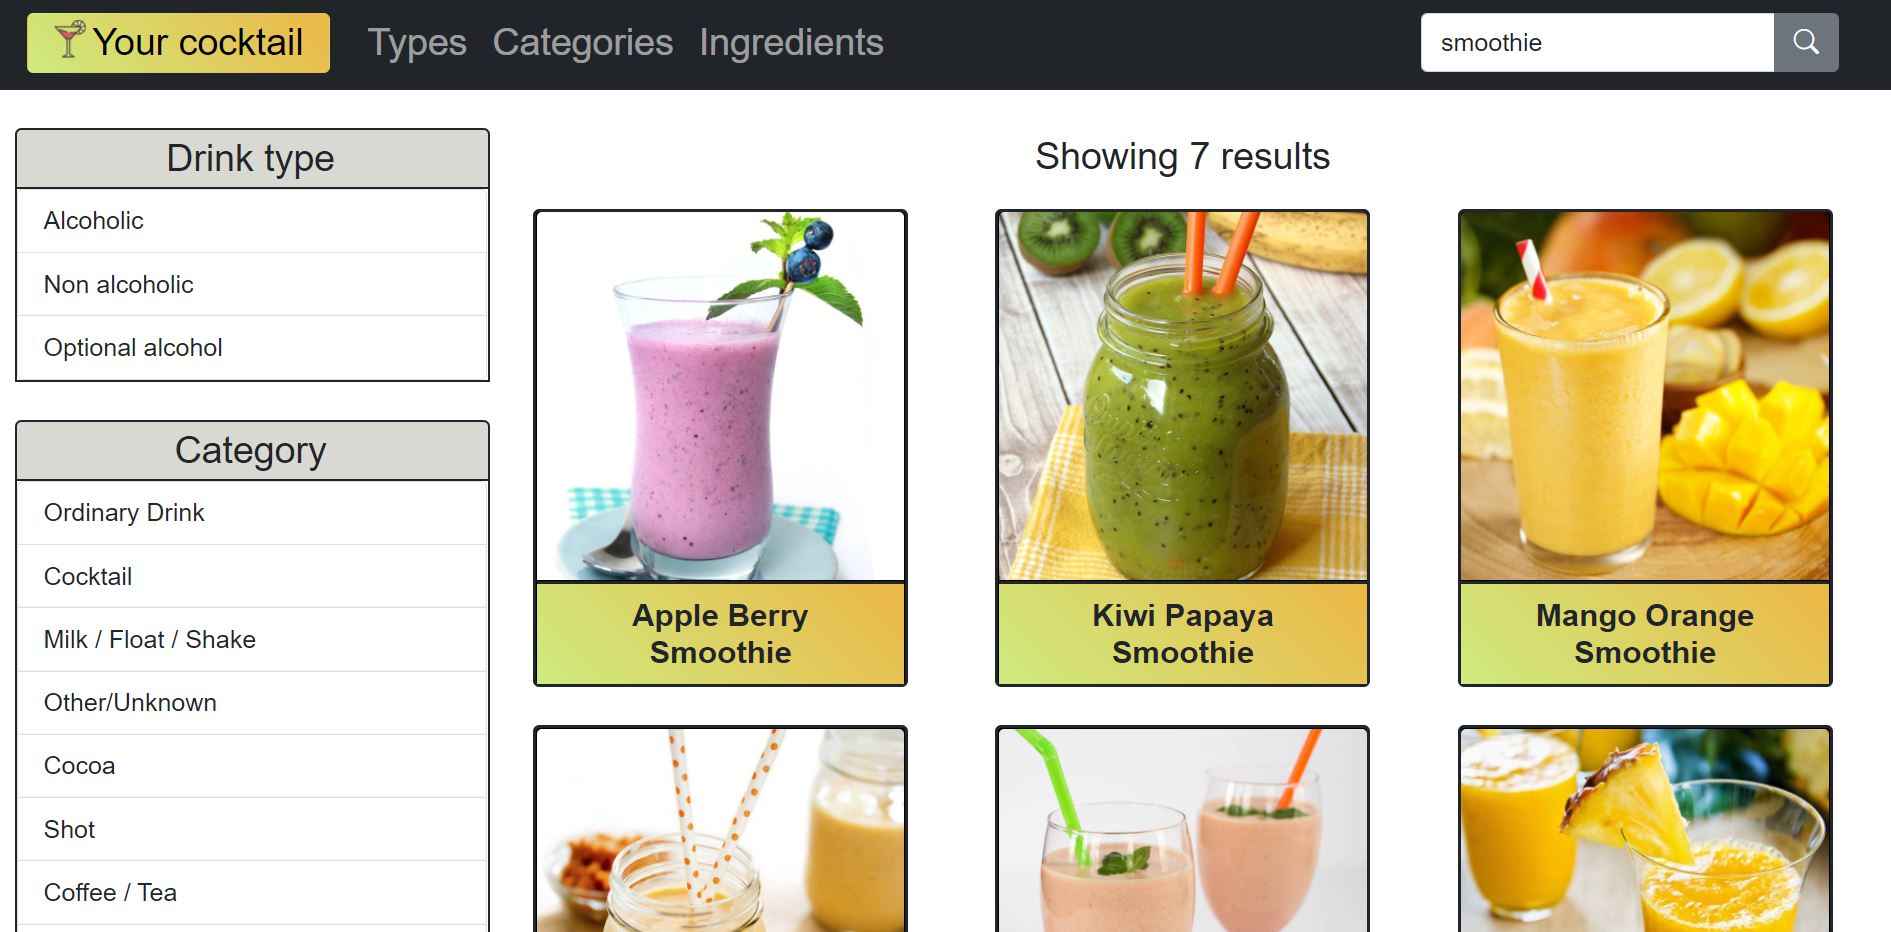 Your cocktail
Types
Categories
Ingredients
smoothie
Drink type
Alcoholic
Non alcoholic
Optional alcohol
Category
Ordinary Drink
Cocktail
Milk / Float / Shake
Other/Unknown
Cocoa
Shot
Coffee / Tea
Showing 7 results
Apple Berry
Smoothie
Kiwi Papaya
Smoothie
Mango Orange
Smoothie